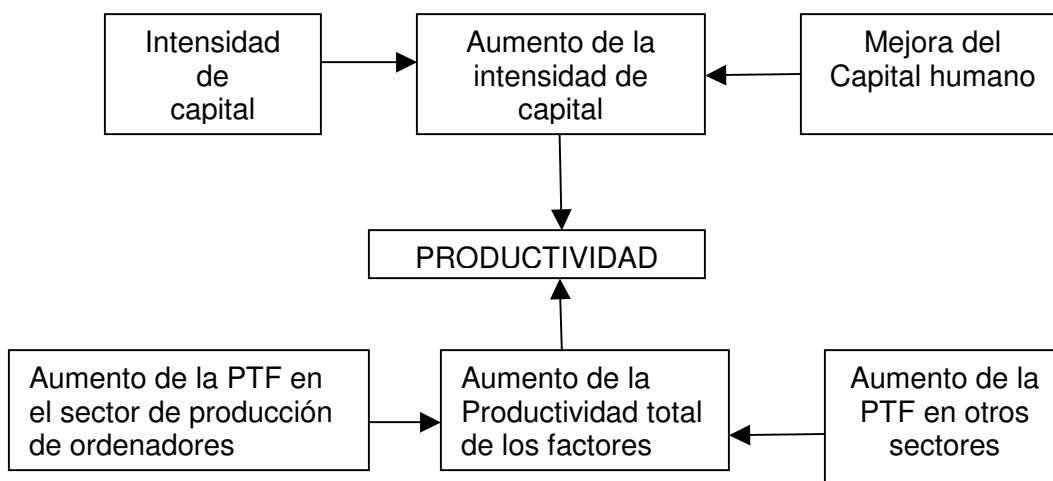 Intensidad
de
capital
Aumento de la
intensidad de
capital
Mejora del
Capital humano
PRODUCTIVIDAD
Aumento de la PTF en
el sector de producción
de ordenadores
Aumento de la
Productividad total
de los factores
Aumento de la
PTF en otros
sectores